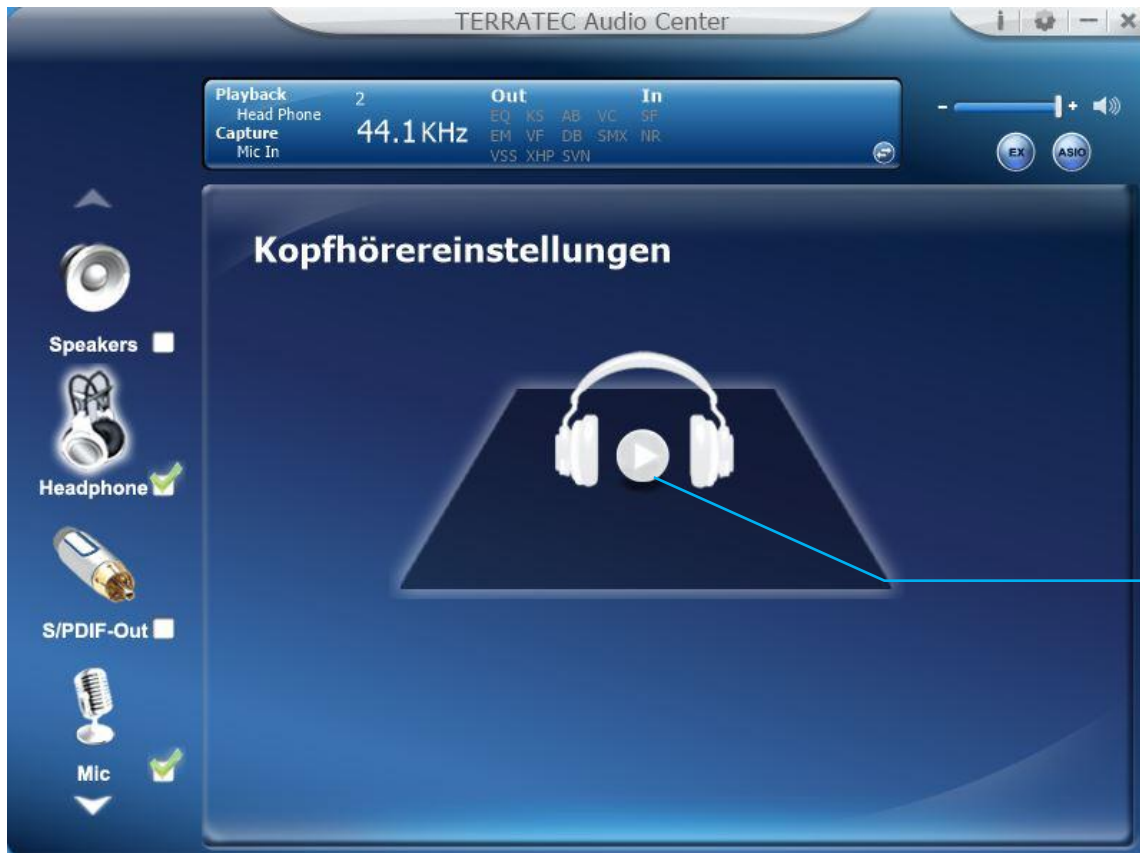 TERRATEC Audio Center
i
Playback 2 Out In
Head Phone EQ KS AB VC SF
Capture 44.1 KHz EM VF DB SMX NR
Mic In VSS XHP SVN
- +
EX ASIO
Kopfhörereinstellungen
Speakers
Headphone
S/PDIF-Out
Mic